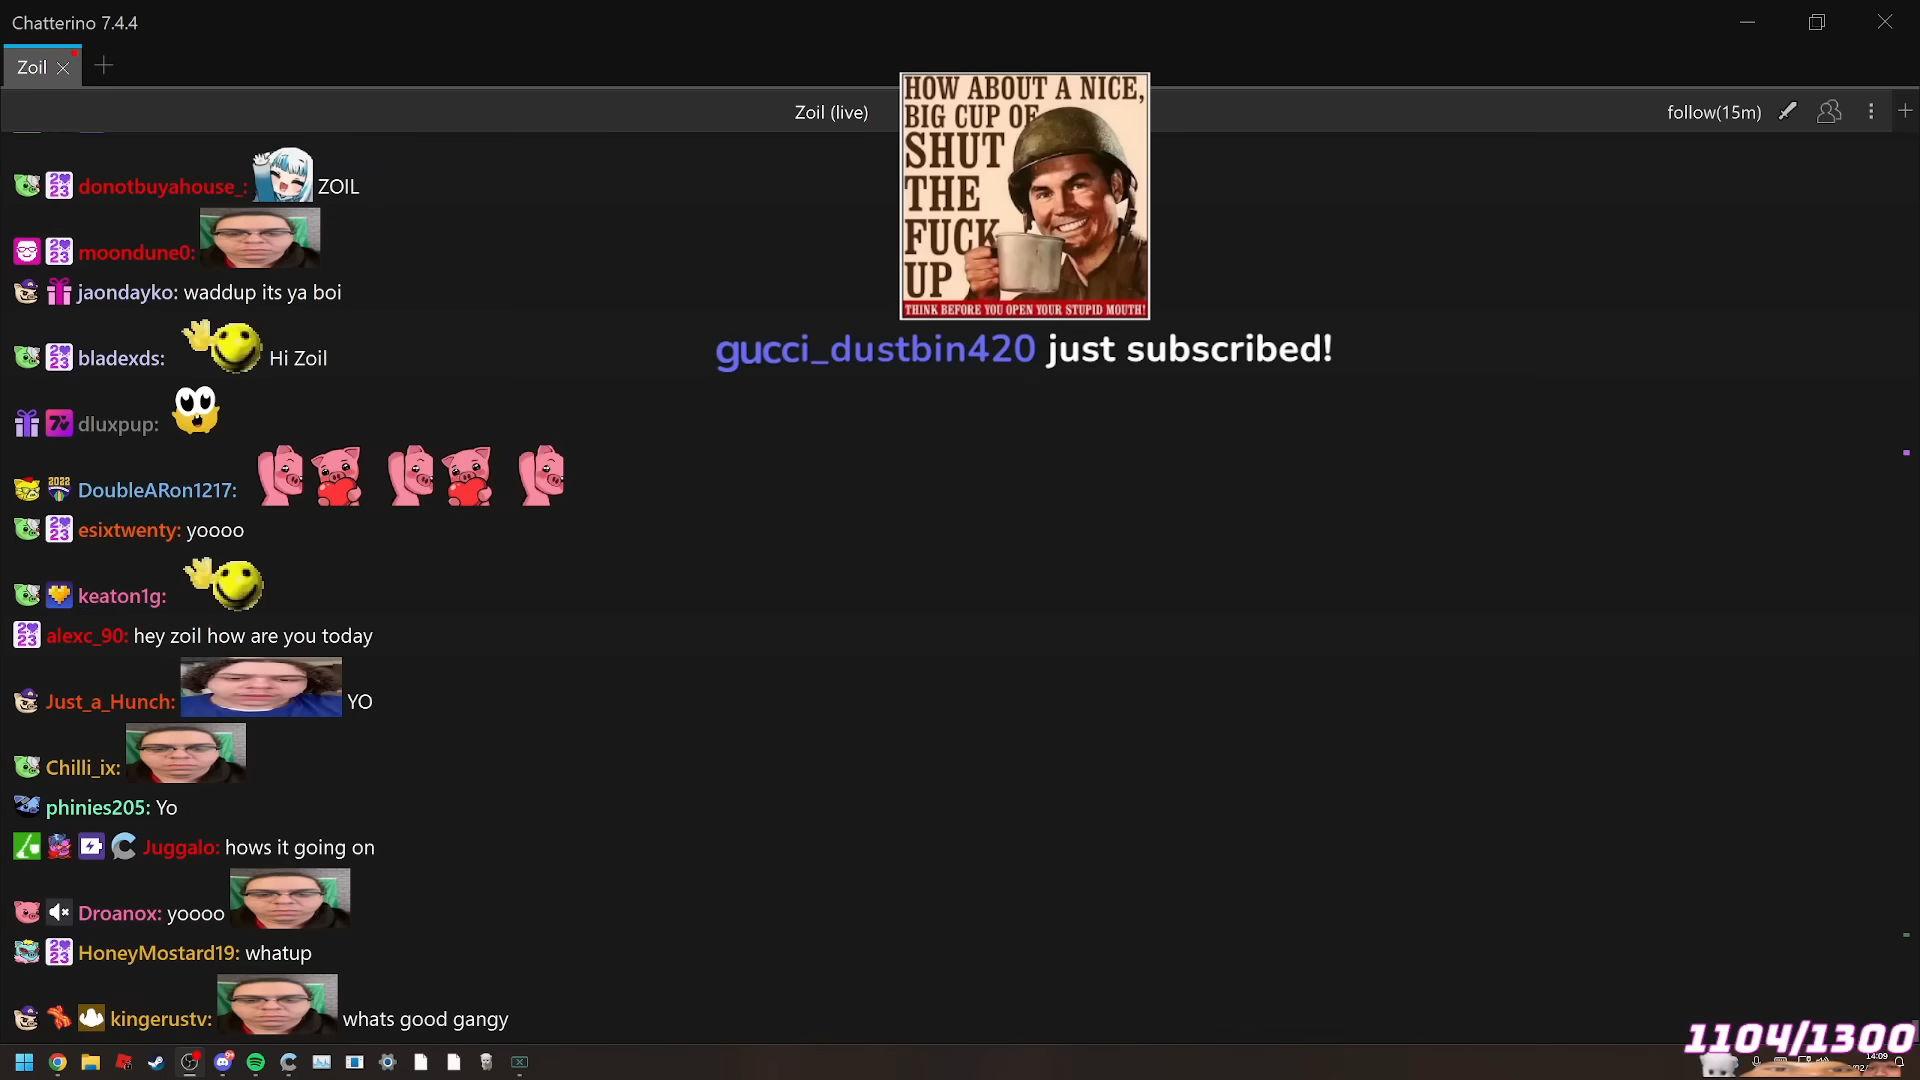 Chatterino 7.4.4
Zoil
Zoil (live)
follow(15m)
HOW ABOUT A NICE,
BIG CUP OF
SHUT
THE
FUCK
UP
THINK BEFORE YOU OPEN YOUR STUPID MOUTH!
gucci_dustbin420 just subscribed!
donotbuyahouse_: ZOIL
moondune0:
jaondayko: waddup its ya boi
bladexds: Hi Zoil
dluxpup:
DoubleARon1217:
esixtwenty: yoooo
keaton1g:
alexc_90: hey zoil how are you today
Just_a_Hunch: YO
Chilli_ix:
phinies205: Yo
Juggalo: hows it going on
Droanox: yoooo
HoneyMostard19: whatup
kingerustv: whats good gangy
1104/1300
14:09